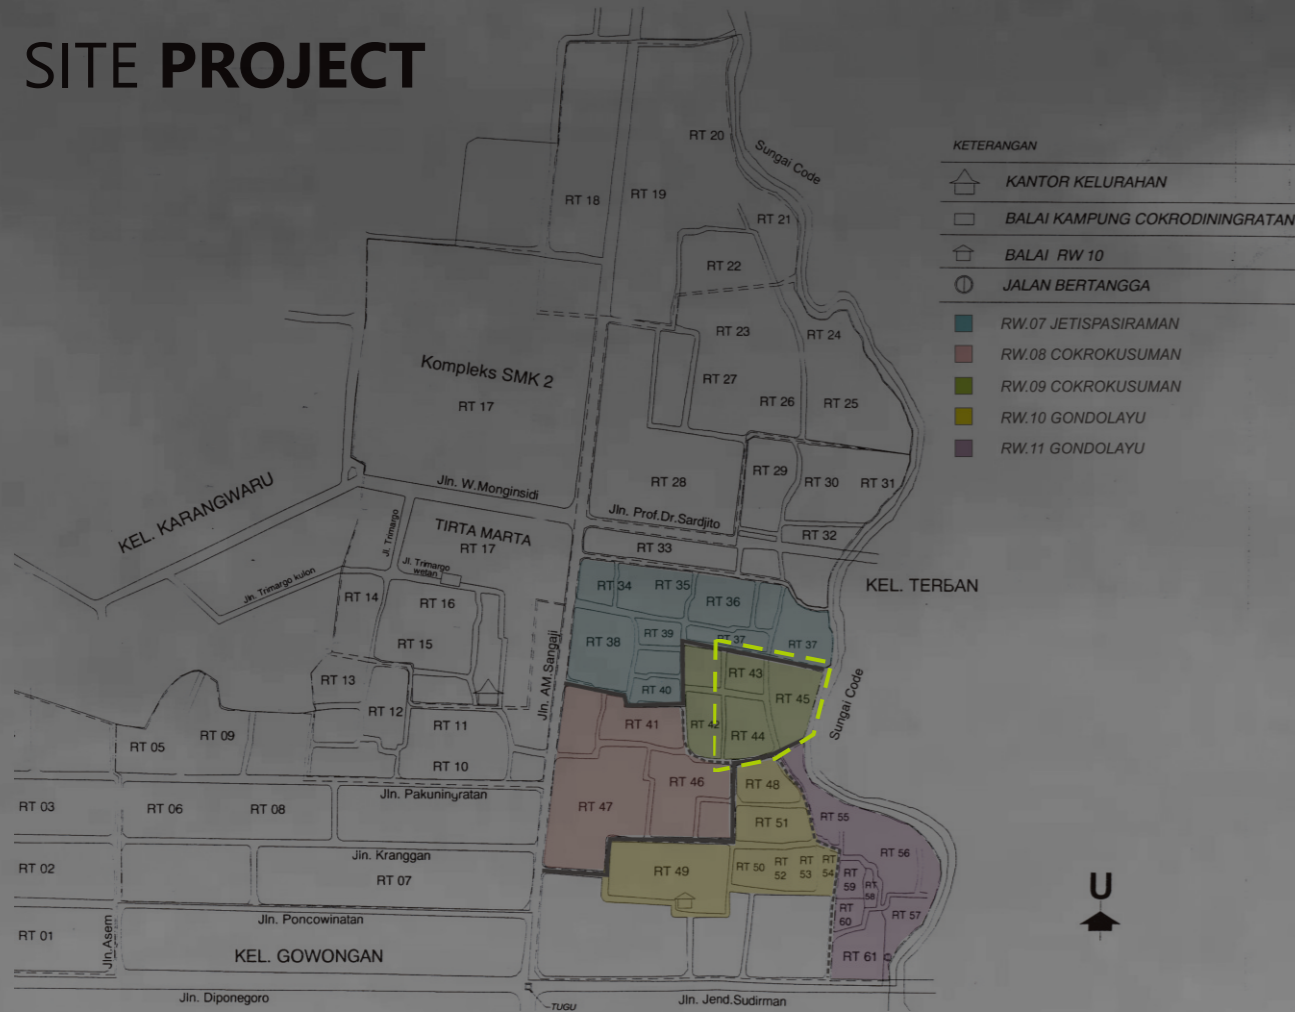 SITE PROJECT
RT 20
Sungai Code
RT 18
RT 19
RT 21
RT 22
RT 23
RT 24
RT 27
RT 26
RT 25
Kompleks SMK 2
RT 17
RT 28
RT 29
RT 30
RT 31
Jln. W.Monginsidi
Jln. Prof.Dr.Sardjito
RT 32
KEL. KARANGWARU
TIRTA MARTA
RT 17
RT 33
Jl. Trimargo
Jl. Trimargo
wetan
Jln. Trimargo kulon
KEL. TERBAN
RT 34
RT 35
RT 36
RT 14
RT 16
RT 15
RT 38
RT 39
RT 37
RT 37
RT 40
RT 43
RT 45
RT 13
RT 12
RT 11
RT 10
Jln. AM.Sangaji
RT 41
RT 42
RT 44
Sungai Code
RT 05
RT 09
RT 46
RT 48
RT 47
RT 51
RT 55
RT 03
RT 06
RT 08
Jln. Pakuningratan
Jln. Kranggan
RT 02
RT 07
RT 49
RT 50
RT
52
RT
53
RT
54
RT 56
RT
59
RT
58
RT
60
RT 57
RT 61
Jln. Poncowinatan
RT 01
Jln.Asem
KEL. GOWONGAN
Jln. Diponegoro
TUGU
Jln. Jend.Sudirman
KETERANGAN
KANTOR KELURAHAN
BALAI KAMPUNG COKRODININGRATAN
BALAI RW 10
JALAN BERTANGGA
RW.07 JETISPASIRAMAN
RW.08 COKROKUSUMAN
RW.09 COKROKUSUMAN
RW.10 GONDOLAYU
RW.11 GONDOLAYU
U